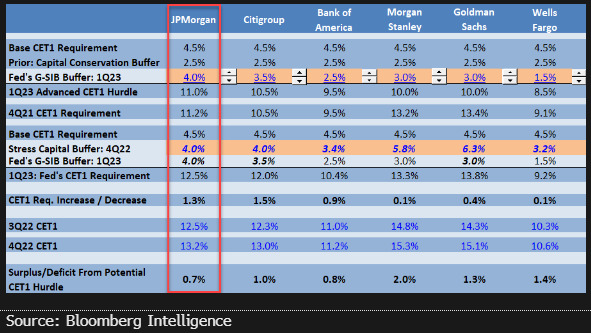 JPMorgan Citigroup Bank of America Morgan Stanley Goldman Sachs Wells Fargo
Base CET1 Requirement 4.5% 4.5% 4.5% 4.5% 4.5% 4.5%
Prior: Capital Conservation Buffer 2.5% 2.5% 2.5% 2.5% 2.5% 2.5%
Fed's G-SIB Buffer: 1Q23 4.0% 3.5% 2.5% 3.0% 3.0% 1.5%
1Q23 Advanced CET1 Hurdle 11.0% 10.5% 9.5% 10.0% 10.0% 8.5%
4Q21 CET1 Requirement 11.2% 10.5% 9.5% 13.2% 13.4% 9.1%
Base CET1 Requirement 4.5% 4.5% 4.5% 4.5% 4.5% 4.5%
Stress Capital Buffer: 4Q22 4.0% 4.0% 3.4% 5.8% 6.3% 3.2%
Fed's G-SIB Buffer: 1Q23 4.0% 3.5% 2.5% 3.0% 3.0% 1.5%
1Q23: Fed's CET1 Requirement 12.5% 12.0% 10.4% 13.3% 13.8% 9.2%
CET1 Req. Increase / Decrease 1.3% 1.5% 0.9% 0.1% 0.4% 0.1%
3Q22 CET1 12.5% 12.3% 11.0% 14.8% 14.3% 10.3%
4Q22 CET1 13.2% 13.0% 11.2% 15.3% 15.1% 10.6%
Surplus/Deficit From Potential
CET1 Hurdle 0.7% 1.0% 0.8% 2.0% 1.3% 1.4%
Source: Bloomberg Intelligence